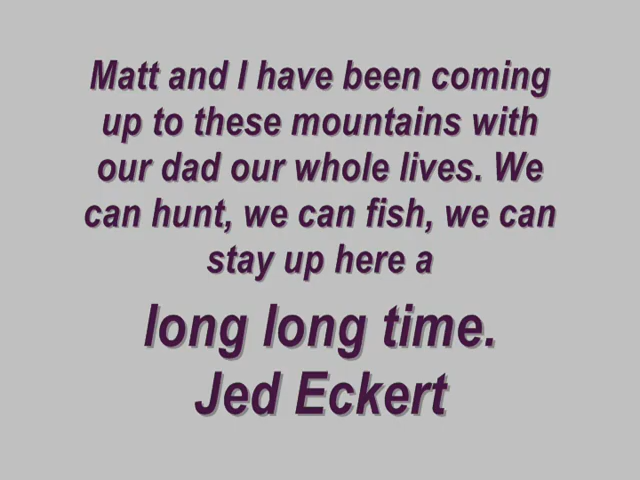 Matt and I have been coming
up to these mountains with
our dad our whole lives. We
can hunt, we can fish, we can
stay up here a
long long time.
Jed Eckert